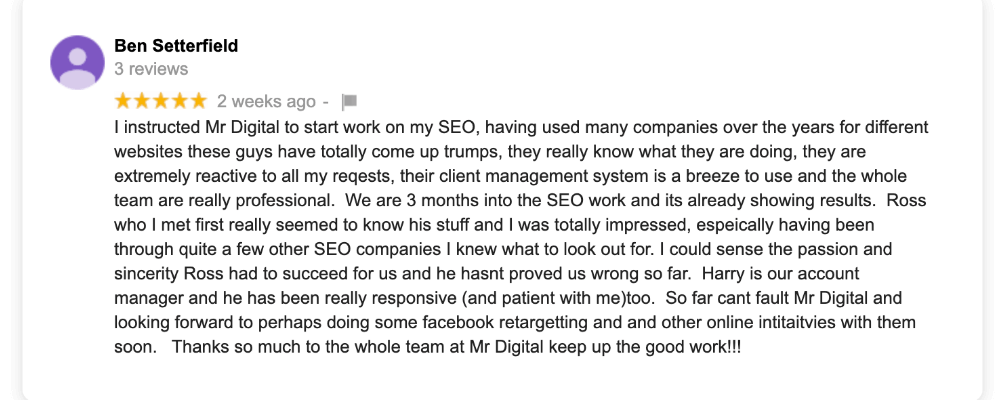 Ben Setterfield
3 reviews
2 weeks ago -
I instructed Mr Digital to start work on my SEO, having used many companies over the years for different
websites these guys have totally come up trumps, they really know what they are doing, they are
extremely reactive to all my reqests, their client management system is a breeze to use and the whole
team are really professional.  We are 3 months into the SEO work and its already showing results.  Ross
who I met first really seemed to know his stuff and I was totally impressed, espeically having been
through quite a few other SEO companies I knew what to look out for. I could sense the passion and
sincerity Ross had to succeed for us and he hasnt proved us wrong so far.  Harry is our account
manager and he has been really responsive (and patient with me)too.  So far cant fault Mr Digital and
looking forward to perhaps doing some facebook retargetting and and other online intitaitvies with them
soon.   Thanks so much to the whole team at Mr Digital keep up the good work!!!